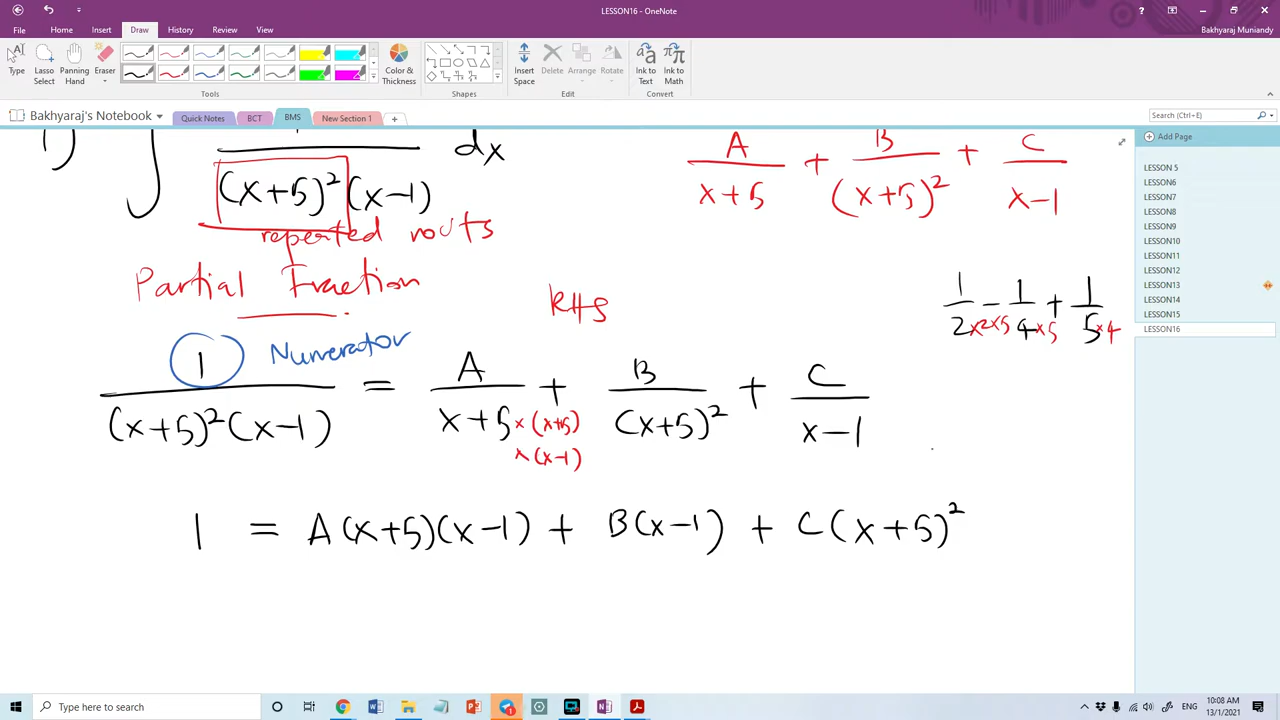 LESSON16 - OneNote
Bakhyaraj Muniandy
File Home Insert Draw History Review View
Type Lasso Select Panning Hand Eraser Color & Thickness Insert Space Delete Arrange Rotate Ink to Text Ink to Math
Tools Shapes Edit Convert
Bakhyaraj's Notebook Quick Notes BCT BMS New Section 1 Search (Ctrl+E)
Add Page
LESSON 5
LESSON6
LESSON7
LESSON8
LESSON9
LESSON10
LESSON11
LESSON12
LESSON13
LESSON14
LESSON15
LESSON16
1) ∫ 1/((x+5)²(x-1)) dx
A/(x+5) + B/(x+5)² + C/(x-1)
repeated roots
Partial Fraction
RHS
1/2 - 1/4 + 1/5
×2×5 ×5 ×4
Numerator
1/((x+5)²(x-1)) = A/(x+5) + B/(x+5)² + C/(x-1)
×(x+5)
×(x-1)
1 = A(x+5)(x-1) + B(x-1) + C(x+5)²
Type here to search
ENG
10:08 AM
13/1/2021